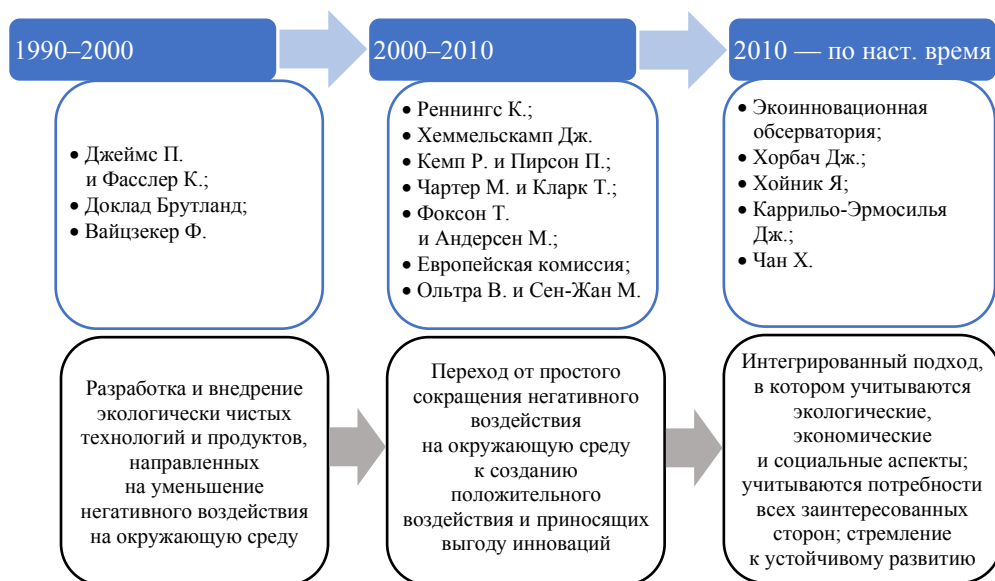 1990–2000
2000–2010
2010 — по наст. время
• Джеймс П.
и Фасслер К.;
• Доклад Брутланд;
• Вайцзекер Ф.
• Реннингс К.;
• Хеммельскамп Дж.
• Кемп Р. и Пирсон П.;
• Чартер М. и Кларк Т.;
• Фоксон Т.
и Андерсен М.;
• Европейская комиссия;
• Ольтра В. и Сен-Жан М.
• Экоинновационная
обсерватория;
• Хорбач Дж.;
• Хойник Я;
• Каррильо-Эрмосилья
Дж.;
• Чан Х.
Разработка и внедрение
экологически чистых
технологий и продуктов,
направленных
на уменьшение
негативного воздействия
на окружающую среду
Переход от простого
сокращения негативного
воздействия
на окружающую среду
к созданию
положительного
воздействия и приносящих
выгоду инноваций
Интегрированный подход,
в котором учитываются
экологические,
экономические
и социальные аспекты;
учитываются потребности
всех заинтересованных
сторон; стремление
к устойчивому развитию